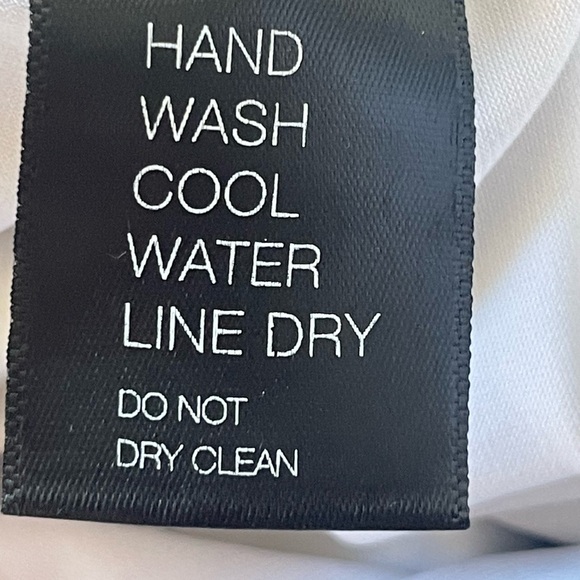 HAND
WASH
COOL
WATER
LINE DRY
DO NOT
DRY CLEAN